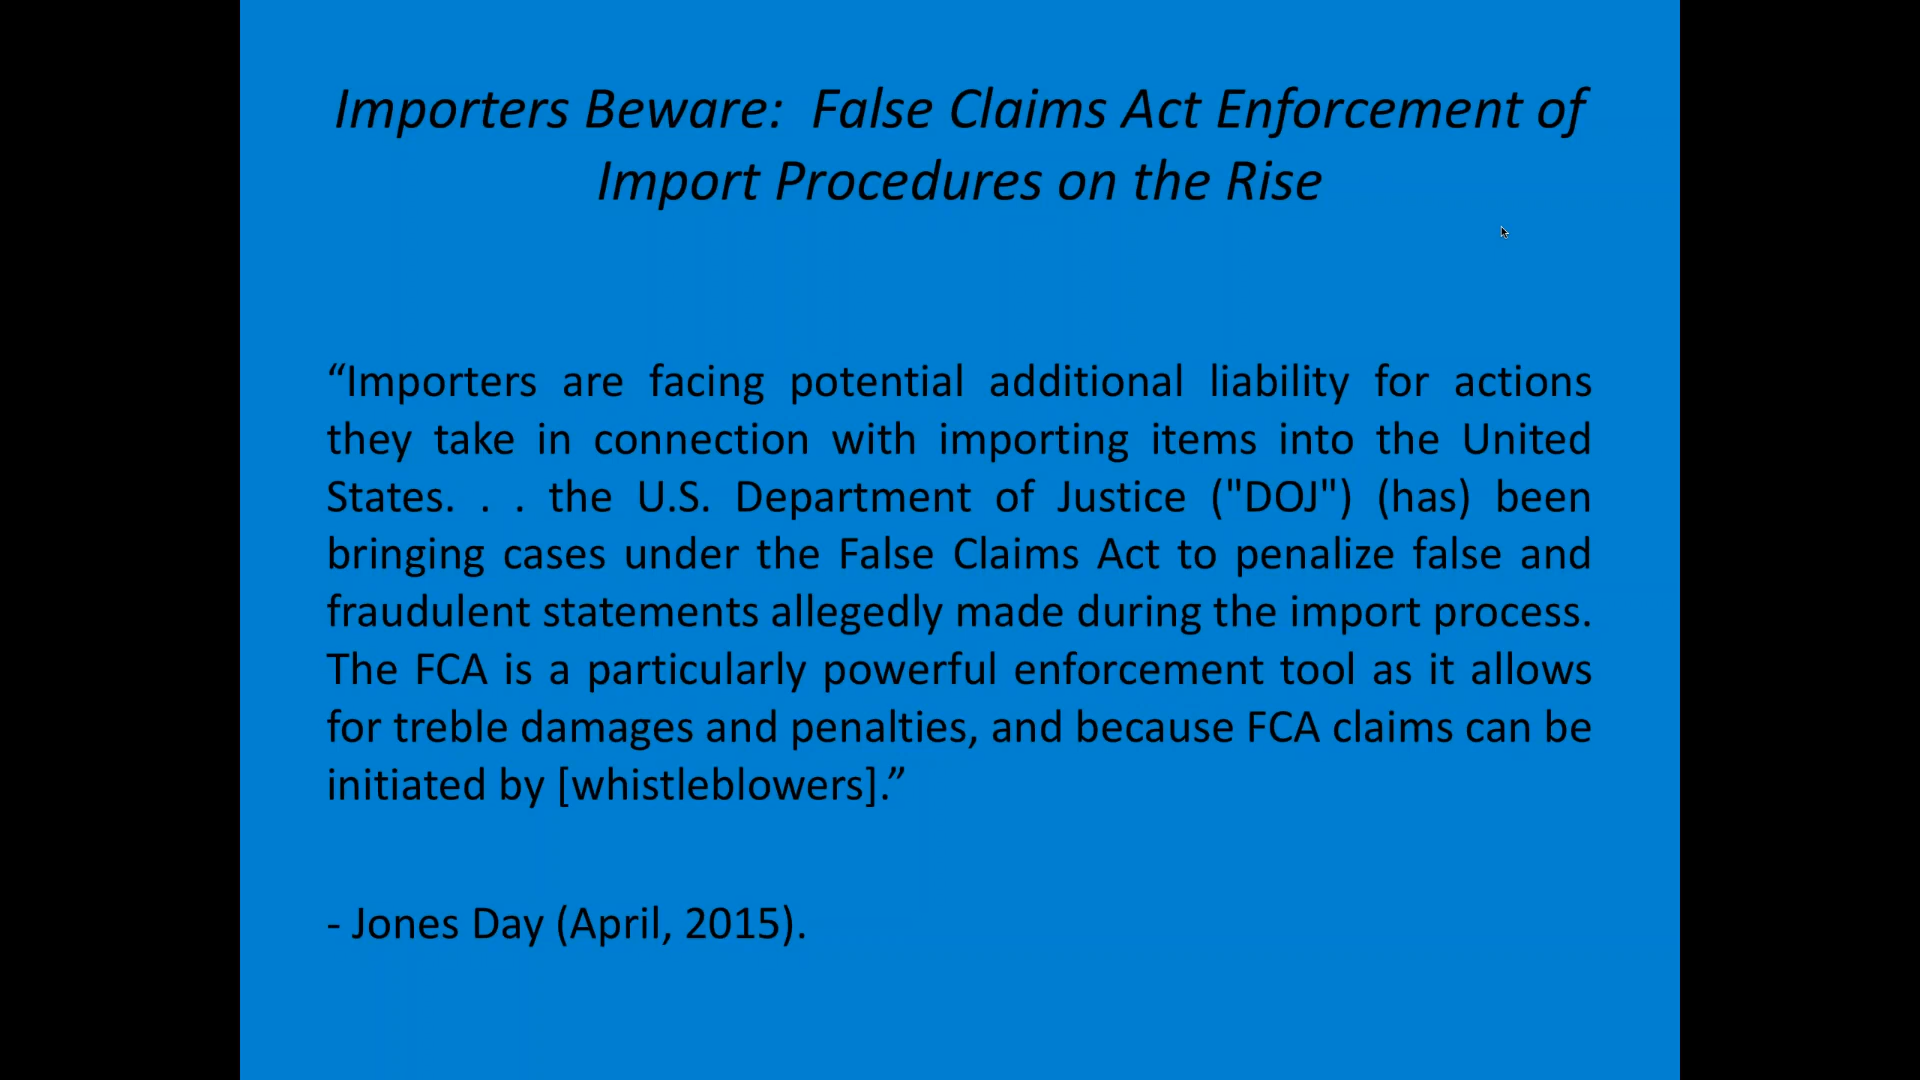 Importers Beware:  False Claims Act Enforcement of
Import Procedures on the Rise
“Importers are facing potential additional liability for actions
they take in connection with importing items into the United
States. . . the U.S. Department of Justice ("DOJ") (has) been
bringing cases under the False Claims Act to penalize false and
fraudulent statements allegedly made during the import process.
The FCA is a particularly powerful enforcement tool as it allows
for treble damages and penalties, and because FCA claims can be
initiated by [whistleblowers].”
- Jones Day (April, 2015).